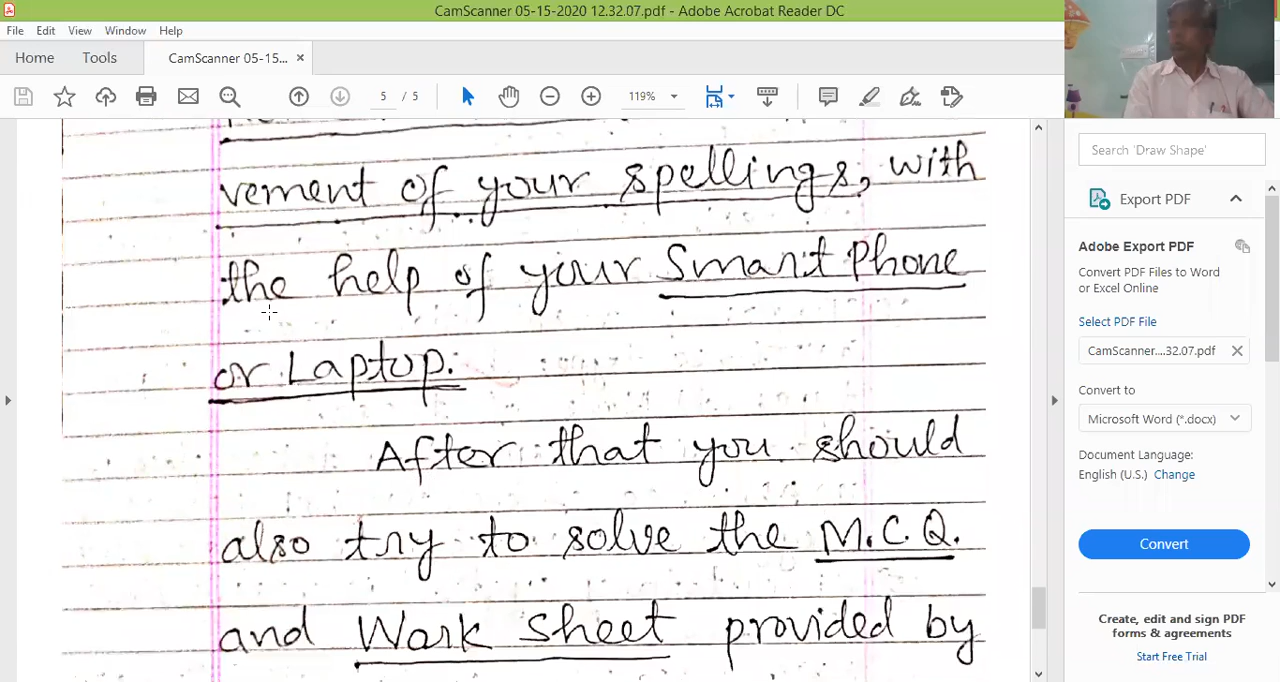 CamScanner 05-15-2020 12.32.07.pdf - Adobe Acrobat Reader DC
File Edit View Window Help
Home Tools CamScanner 05-15... ×
5 / 5 119% Search 'Draw Shape'
vement of your spellings, with
the help of your Smart Phone
or Laptop.
After that you should
also try to solve the M.C.Q.
and Work sheet provided by
Export PDF
Adobe Export PDF
Convert PDF Files to Word
or Excel Online
Select PDF File
CamScanner....32.07.pdf ×
Convert to
Microsoft Word (*.docx)
Document Language:
English (U.S.) Change
Convert
Create, edit and sign PDF
forms & agreements
Start Free Trial